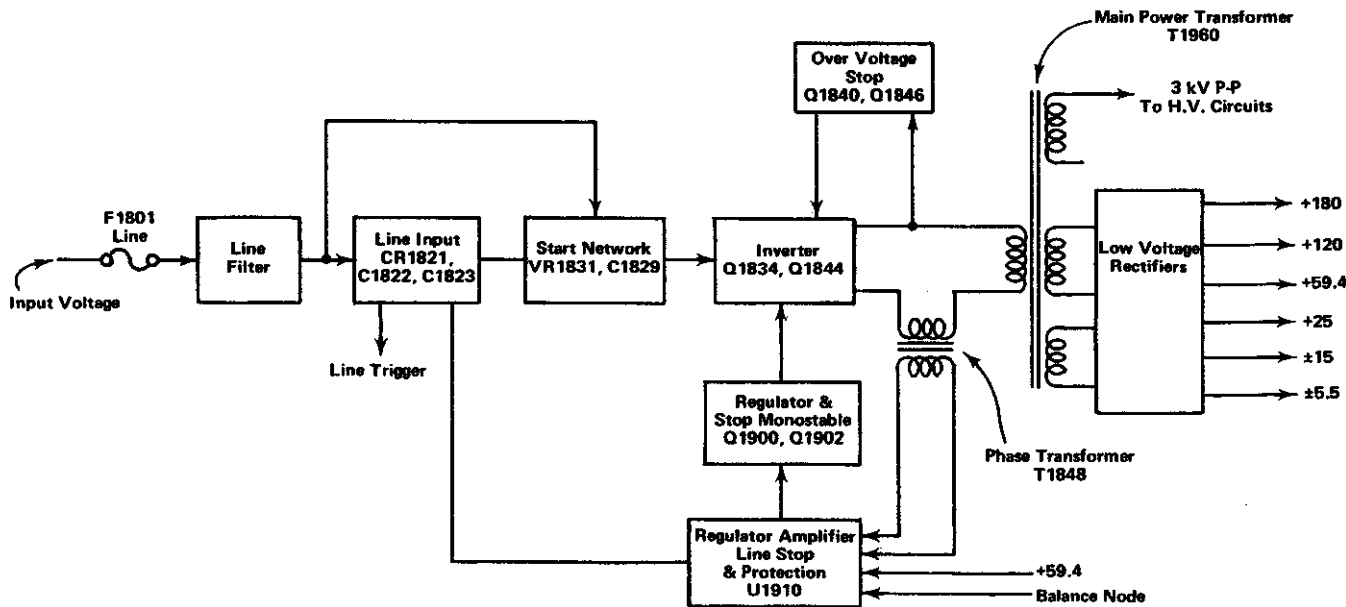 Main Power Transformer
T1960
Over Voltage
Stop
Q1840, Q1846
3 kV P-P
To H.V. Circuits
F1801
Line
Input Voltage
Line
Filter
Line Input
CR1821,
C1822, C1823
Start Network
VR1831, C1829
Inverter
Q1834, Q1844
Low Voltage
Rectifiers
+180
+120
+59.4
+25
±15
±5.5
Line Trigger
Regulator &
Stop Monostable
Q1900, Q1902
Phase Transformer
T1848
Regulator Amplifier
Line Stop
& Protection
U1910
+59.4
Balance Node